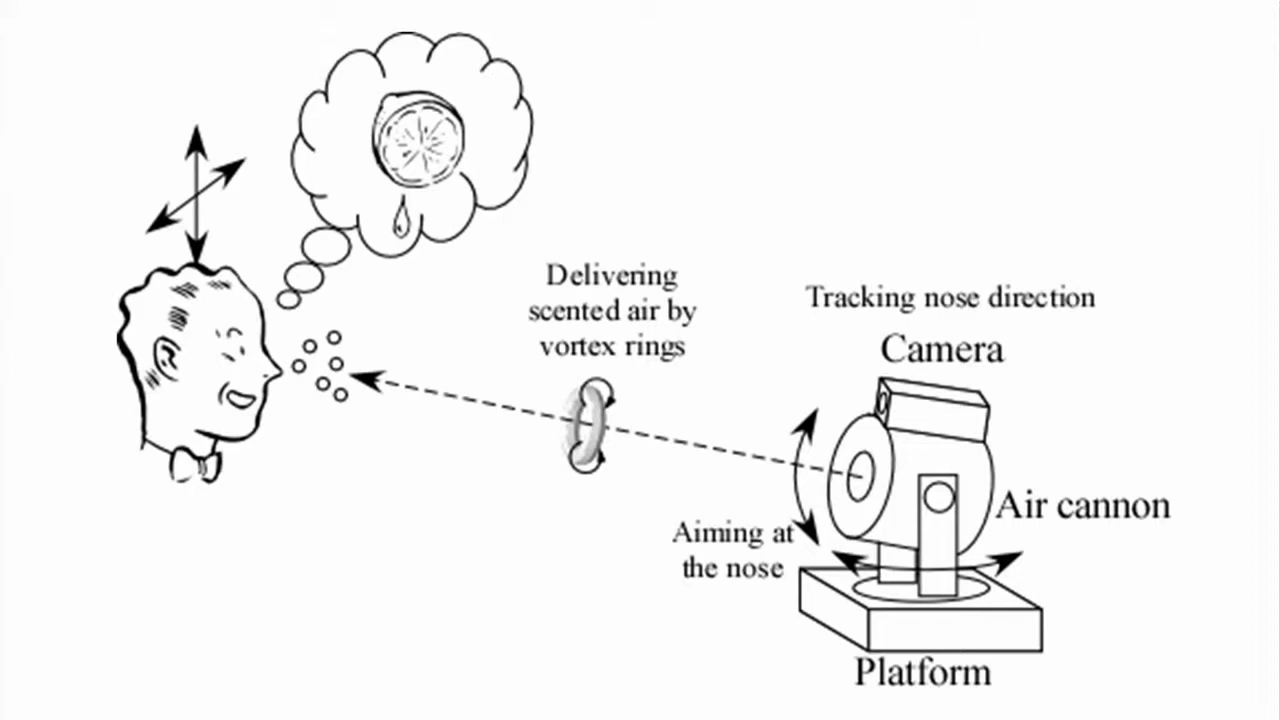 Delivering
scented air by
vortex rings
Tracking nose direction
Camera
Air cannon
Aiming at
the nose
Platform